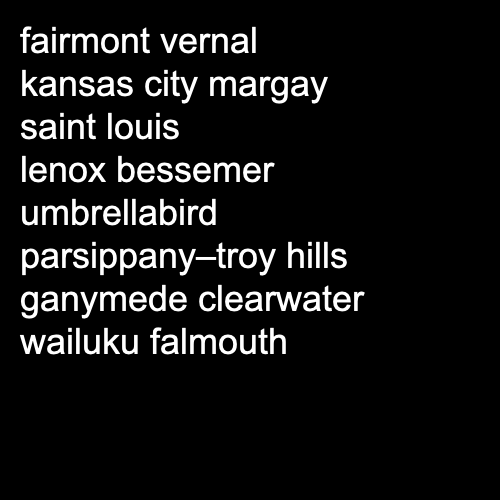 fairmont vernal
kansas city margay
saint louis
lenox bessemer
umbrellabird
parsippany–troy hills
ganymede clearwater
wailuku falmouth